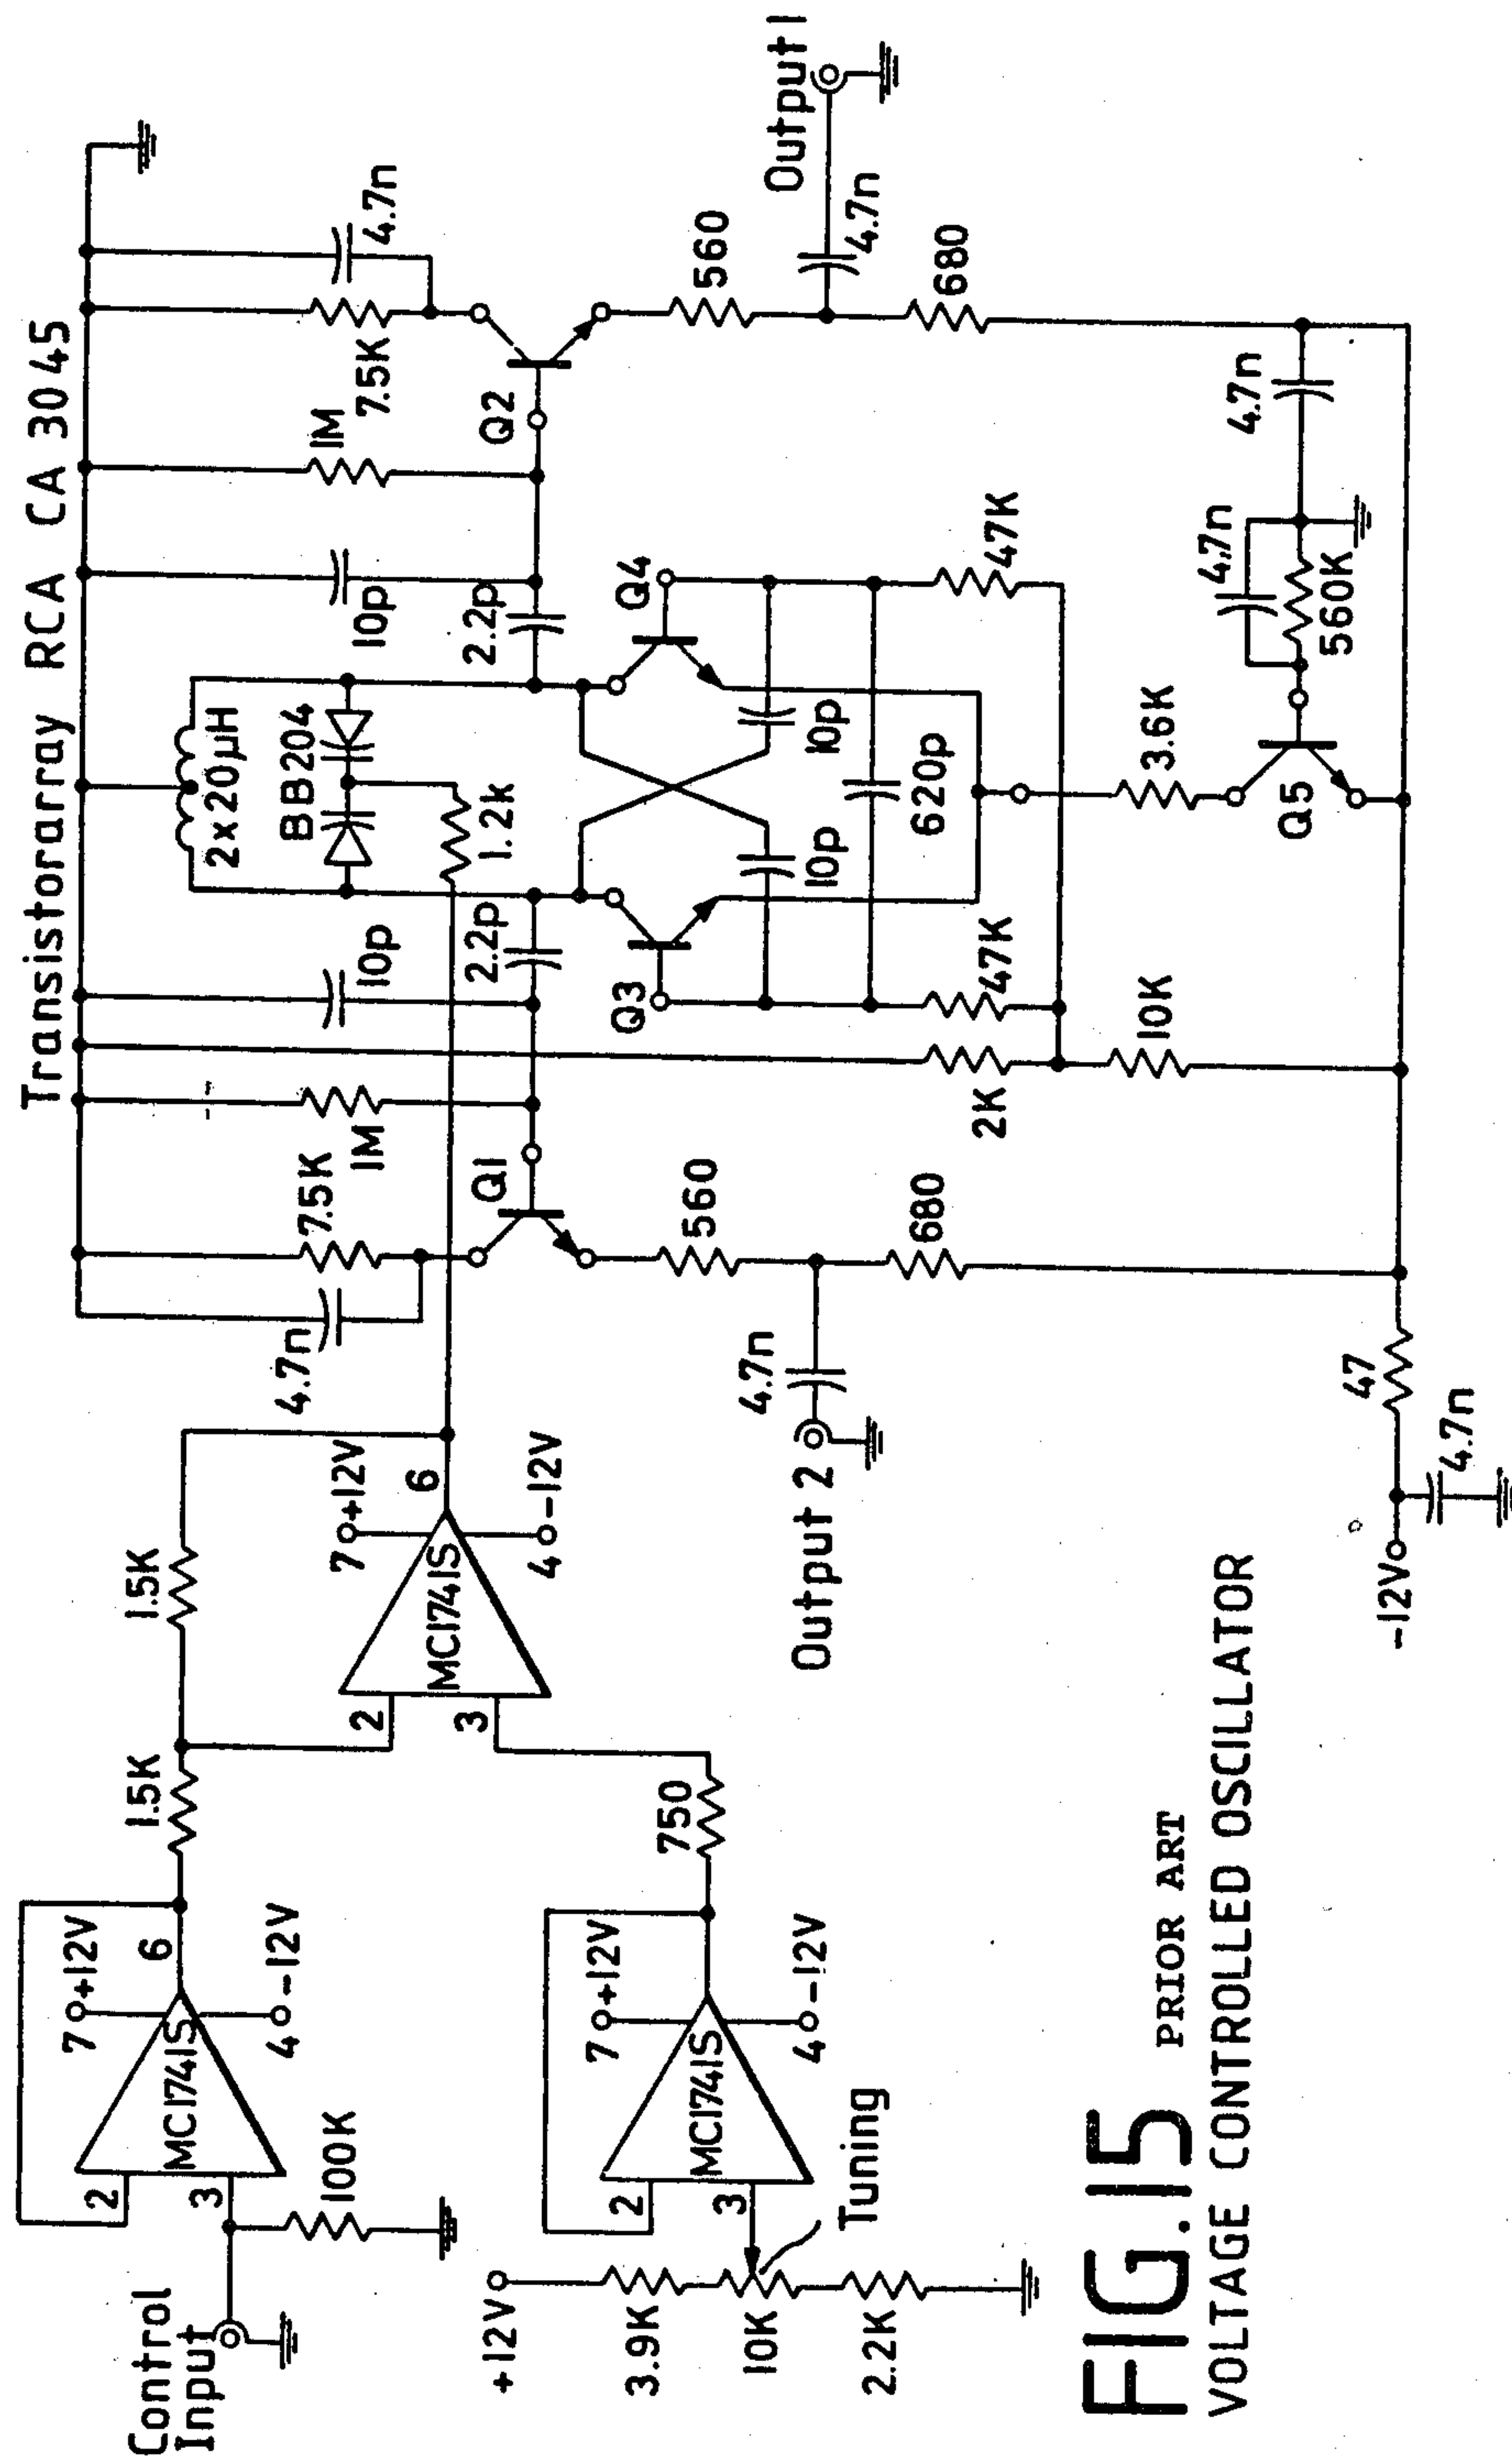 Transistorarray RCA CA 3045
Control
Input
100K
2
3
MC1741S
7
+12V
6
4
-12V
1.5K
1.5K
2
3
MC1741S
7
+12V
6
4
-12V
+12V
3.9K
10K
2.2K
Tuning
2
3
MC1741S
7
+12V
4
-12V
750
4.7n
7.5K
1M
10p
2x20µH
BB204
1.2k
10p
1M
7.5K
4.7n
Q1
2.2p
2.2p
Q2
Q3
Q4
10p
10p
620p
560
680
4.7n
Output 2
2K
47K
47K
10K
560
680
4.7n
Output 1
3.6K
Q5
4.7n
560K
4.7n
47
4.7n
-12V
FIG.15
PRIOR ART
VOLTAGE CONTROLLED OSCILLATOR